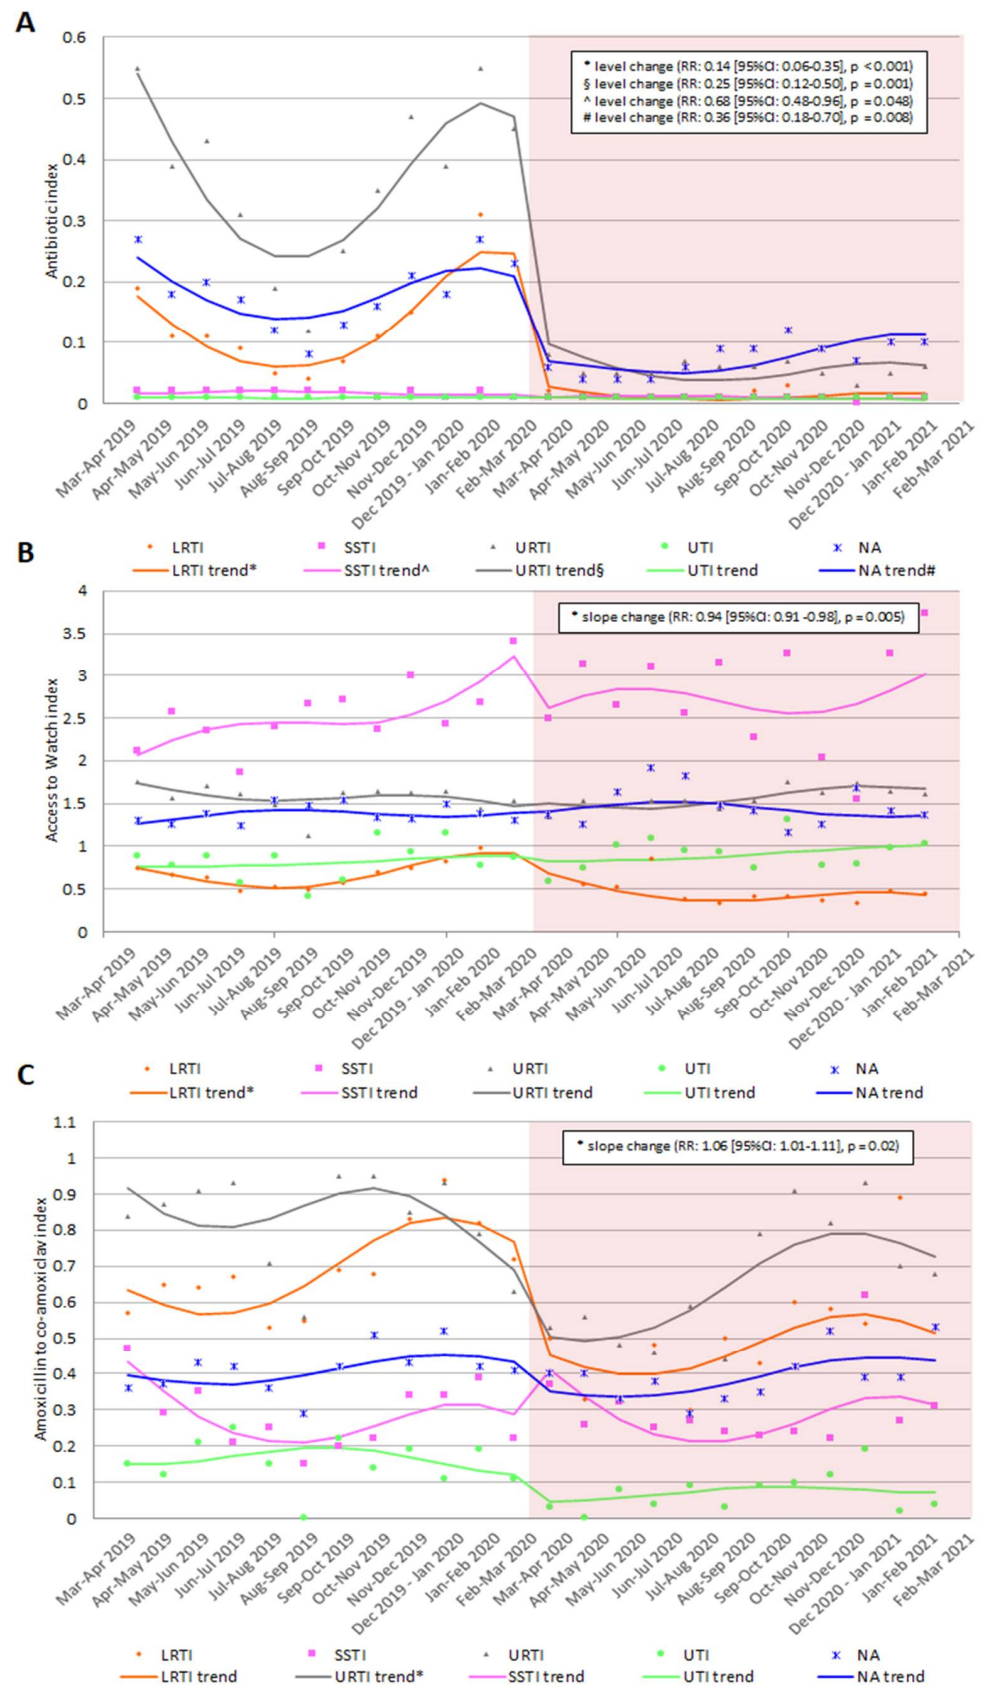 A
0.6
0.5
0.4
0.3
0.2
0.1
0
Antibiotic index
* level change (RR: 0.14 [95%CI: 0.06-0.35], p <0.001)
§ level change (RR: 0.25 [95%CI: 0.12-0.50], p =0.001)
^ level change (RR: 0.68 [95%CI: 0.48-0.96], p =0.048)
# level change (RR: 0.36 [95%CI: 0.18-0.70], p =0.008)
Mar-Apr 2019
Apr-May 2019
May-Jun 2019
Jun-Jul 2019
Jul-Aug 2019
Aug-Sep 2019
Sep-Oct 2019
Oct-Nov 2019
Nov-Dec 2019
Dec 2019 - Jan 2020
Jan-Feb 2020
Feb-Mar 2020
Mar-Apr 2020
Apr-May 2020
May-Jun 2020
Jun-Jul 2020
Jul-Aug 2020
Aug-Sep 2020
Sep-Oct 2020
Oct-Nov 2020
Nov-Dec 2020
Dec 2020 - Jan 2021
Jan-Feb 2021
Feb-Mar 2021
LRTI SSTI URTI UTI NA
LRTI trend* SSTI trend^ URTI trend§ UTI trend NA trend#
B
4
3.5
3
2.5
2
1.5
1
0.5
0
Access to Watch index
* slope change (RR: 0.94 [95%CI: 0.91 -0.98], p =0.005)
Mar-Apr 2019
Apr-May 2019
May-Jun 2019
Jun-Jul 2019
Jul-Aug 2019
Aug-Sep 2019
Sep-Oct 2019
Oct-Nov 2019
Nov-Dec 2019
Dec 2019 - Jan 2020
Jan-Feb 2020
Feb-Mar 2020
Mar-Apr 2020
Apr-May 2020
May-Jun 2020
Jun-Jul 2020
Jul-Aug 2020
Aug-Sep 2020
Sep-Oct 2020
Oct-Nov 2020
Nov-Dec 2020
Dec 2020 - Jan 2021
Jan-Feb 2021
Feb-Mar 2021
LRTI SSTI URTI UTI NA
LRTI trend* SSTI trend URTI trend UTI trend NA trend
C
1.1
1
0.9
0.8
0.7
0.6
0.5
0.4
0.3
0.2
0.1
0
Amoxicillin to co-amoxiclav index
* slope change (RR: 1.06 [95%CI: 1.01-1.11], p =0.02)
Mar-Apr 2019
Apr-May 2019
May-Jun 2019
Jun-Jul 2019
Jul-Aug 2019
Aug-Sep 2019
Sep-Oct 2019
Oct-Nov 2019
Nov-Dec 2019
Dec 2019 - Jan 2020
Jan-Feb 2020
Feb-Mar 2020
Mar-Apr 2020
Apr-May 2020
May-Jun 2020
Jun-Jul 2020
Jul-Aug 2020
Aug-Sep 2020
Sep-Oct 2020
Oct-Nov 2020
Nov-Dec 2020
Dec 2020 - Jan 2021
Jan-Feb 2021
Feb-Mar 2021
LRTI SSTI URTI UTI NA
LRTI trend URTI trend* SSTI trend UTI trend NA trend